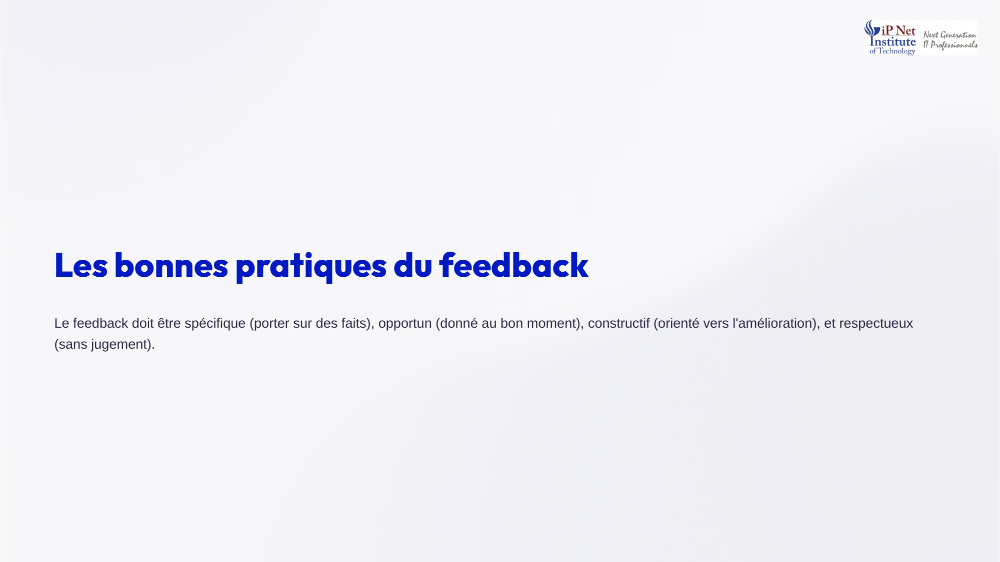 iP Net
Institute
of Technology
Next Generation
IT Professionnels
Les bonnes pratiques du feedback
Le feedback doit être spécifique (porter sur des faits), opportun (donné au bon moment), constructif (orienté vers l'amélioration), et respectueux
(sans jugement).